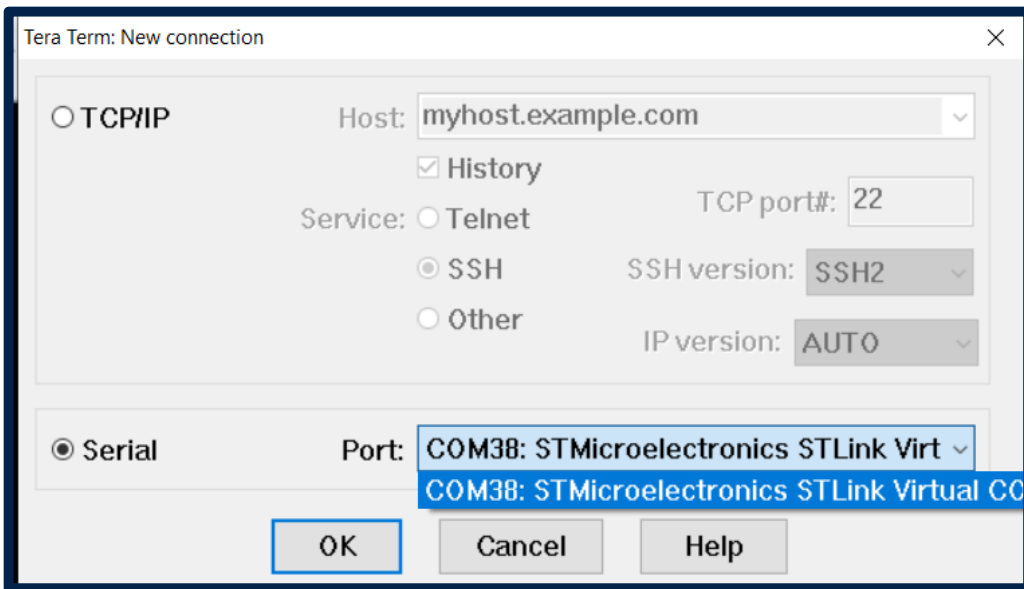 Tera Term: New connection
TCP/IP
Host: myhost.example.com
History
Service: Telnet
TCP port#: 22
SSH
SSH version: SSH2
Other
IP version: AUTO
Serial
Port: COM38: STMicroelectronics STLink Virt
COM38: STMicroelectronics STLink Virtual CO
OK
Cancel
Help